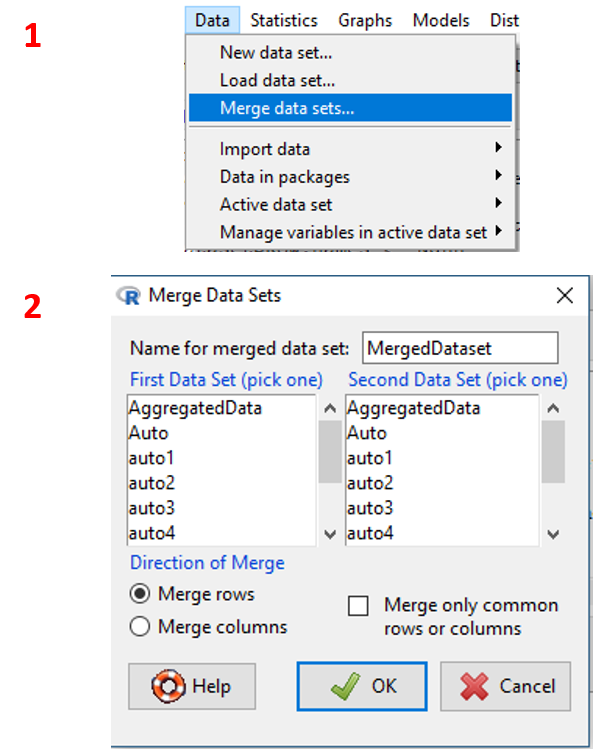 1
Data Statistics Graphs Models Dist
New data set...
Load data set...
Merge data sets...
Import data
Data in packages
Active data set
Manage variables in active data set
2
R Merge Data Sets
Name for merged data set: MergedDataset
First Data Set (pick one) Second Data Set (pick one)
AggregatedData AggregatedData
Auto Auto
auto1 auto1
auto2 auto2
auto3 auto3
auto4 auto4
Direction of Merge
Merge rows
Merge columns
Merge only common
rows or columns
Help OK Cancel